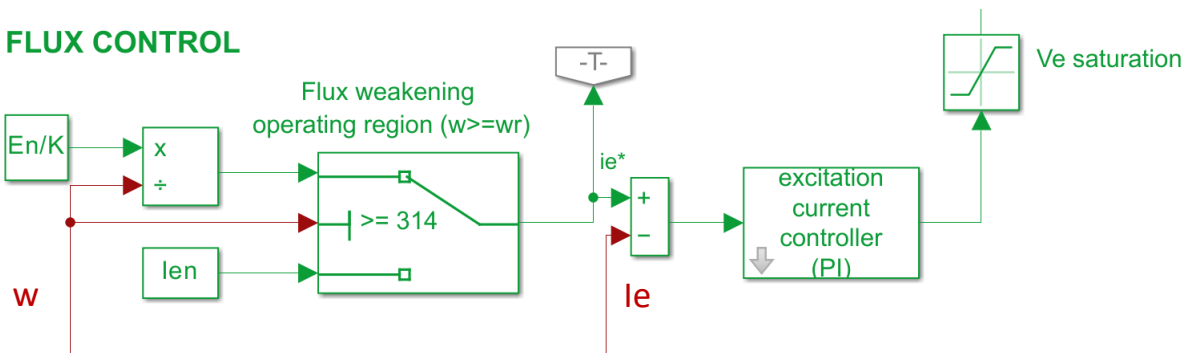 FLUX CONTROL
-T-
Ve saturation
Flux weakening
operating region (w>=wr)
En/K
x
÷
ie*
>= 314
+
−
excitation
current
controller
(PI)
Ien
w
Ie